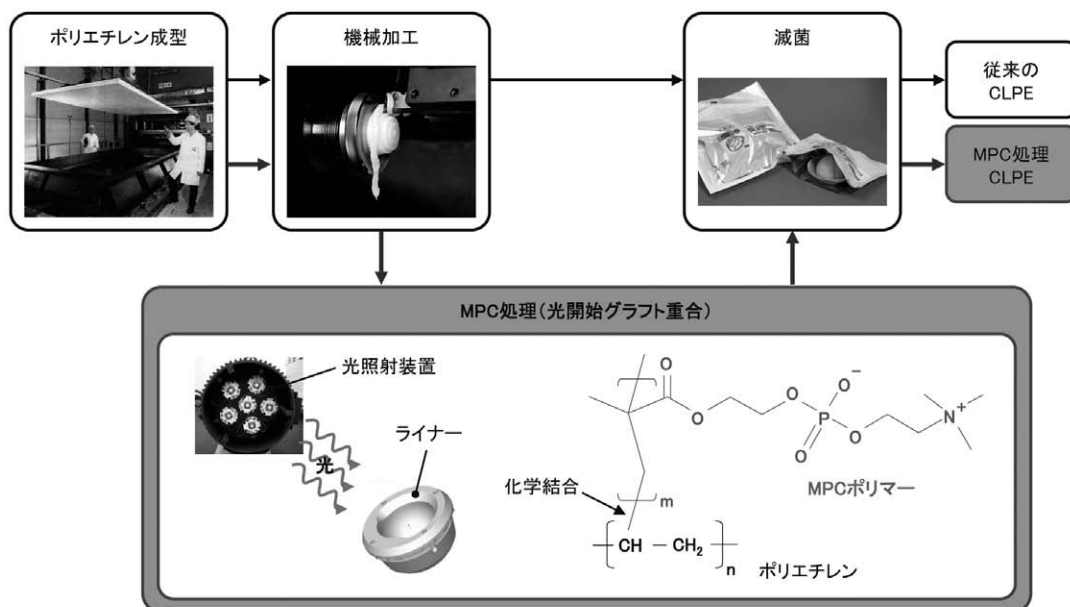 ポリエチレン成型
機械加工
滅菌
従来の
CLPE
MPC処理
CLPE
MPC処理(光開始グラフト重合)
光照射装置
光
ライナー
化学結合
O
O
O
O⁻
P
O
O
N⁺
MPCポリマー
m
CH — CH₂
n
ポリエチレン